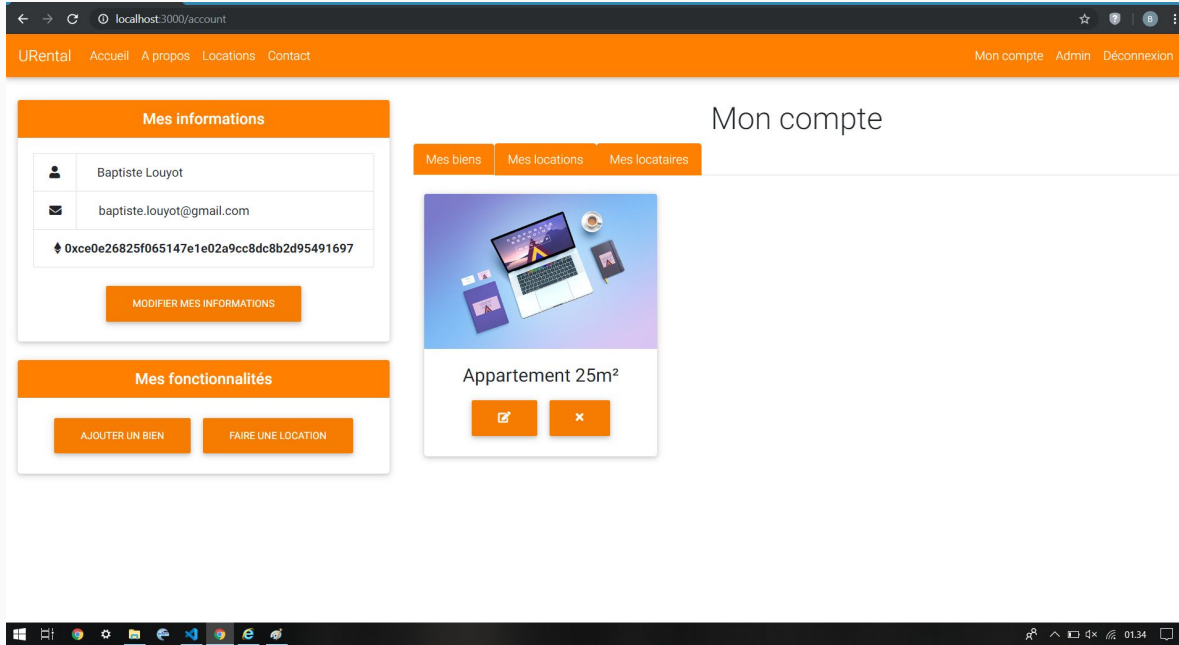 localhost:3000/account
B
URental Accueil A propos Locations Contact
Mon compte Admin Déconnexion
Mes informations
Baptiste Louyot
baptiste.louyot@gmail.com
0xce0e26825f065147e1e02a9cc8dc8b2d95491697
MODIFIER MES INFORMATIONS
Mes fonctionnalités
AJOUTER UN BIEN FAIRE UNE LOCATION
Mon compte
Mes biens Mes locations Mes locataires
Appartement 25m²
01.34